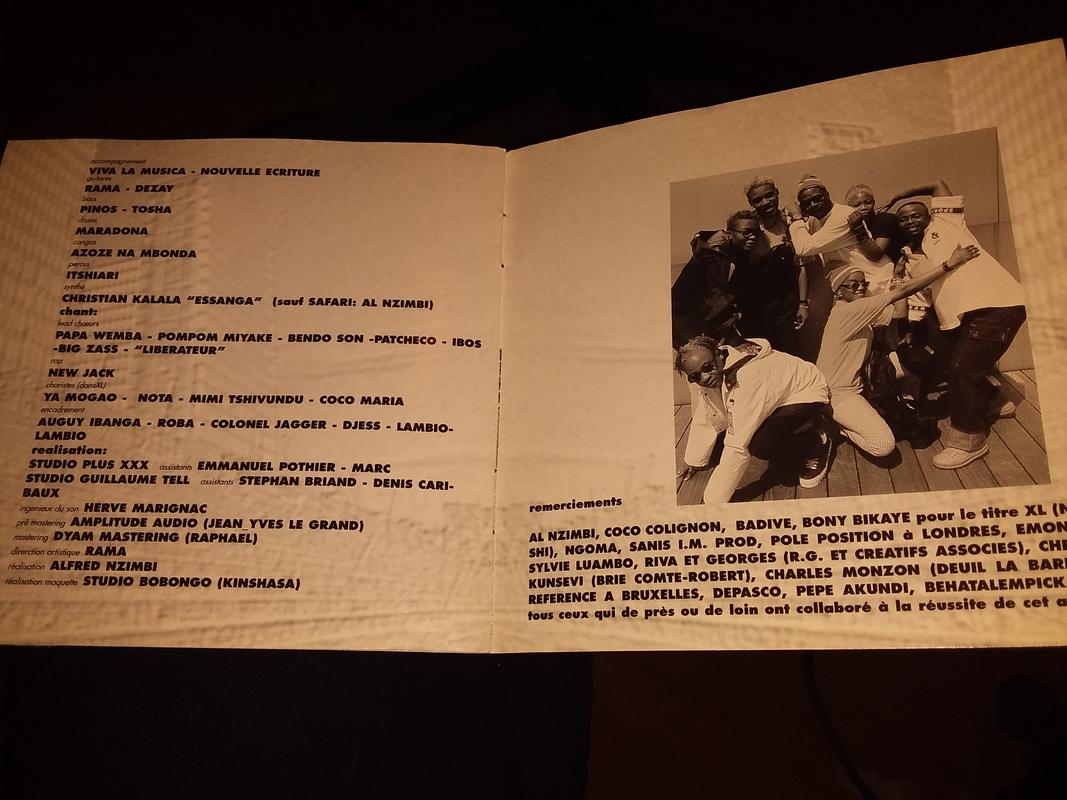 accompagnement
VIVA LA MUSICA - NOUVELLE ECRITURE
guitares
RAMA - DEZAY
bass
PINOS - TOSHA
drums
MARADONA
congas
AZOZE NA MBONDA
percus
ITSHIARI
synthé
CHRISTIAN KALALA "ESSANGA" (sauf SAFARI: AL NZIMBI)
chant:
lead chœurs
PAPA WEMBA - POMPOM MIYAKE - BENDO SON -PATCHECO - IBOS
-BIG ZASS - "LIBERATEUR"
rap
NEW JACK
choristes (dansXL)
YA MOGAO - NOTA - MIMI TSHIVUNDU - COCO MARIA
encadrement
AUGUY IBANGA - ROBA - COLONEL JAGGER - DJESS - LAMBIO-
LAMBIO
realisation:
STUDIO PLUS XXX assistants EMMANUEL POTHIER - MARC
STUDIO GUILLAUME TELL assistants STEPHAN BRIAND - DENIS CARI-
BAUX
ingenieur du son HERVE MARIGNAC
pré mastering AMPLITUDE AUDIO (JEAN_YVES LE GRAND)
mastering DYAM MASTERING (RAPHAEL)
direrction artistique RAMA
réalisation ALFRED NZIMBI
réalisation maquette STUDIO BOBONGO (KINSHASA)
remerciements
AL NZIMBI, COCO COLIGNON, BADIVE, BONY BIKAYE pour le titre XL (N
SHI), NGOMA, SANIS I.M. PROD, POLE POSITION à LONDRES, EMON
SYLVIE LUAMBO, RIVA ET GEORGES (R.G. ET CREATIFS ASSOCIES), CHE
KUNSEVI (BRIE COMTE-ROBERT), CHARLES MONZON (DEUIL LA BAR
REFERENCE A BRUXELLES, DEPASCO, PEPE AKUNDI, BEHATALEMPICK
tous ceux qui de près ou de loin ont collaboré à la réussite de cet a